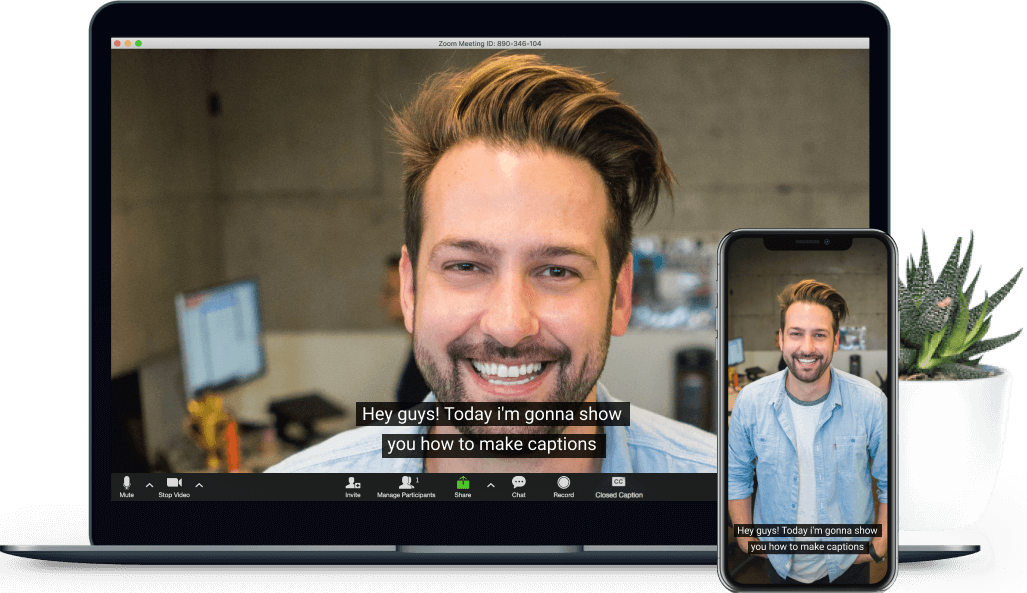 Zoom Meeting ID: 890-346-104
Hey guys! Today i'm gonna show
you how to make captions
1
Mute
Stop Video
Invite
Manage Participants
Share
Chat
Record
CC
Closed Caption
Hey guys! Today i'm gonna show
you how to make captions